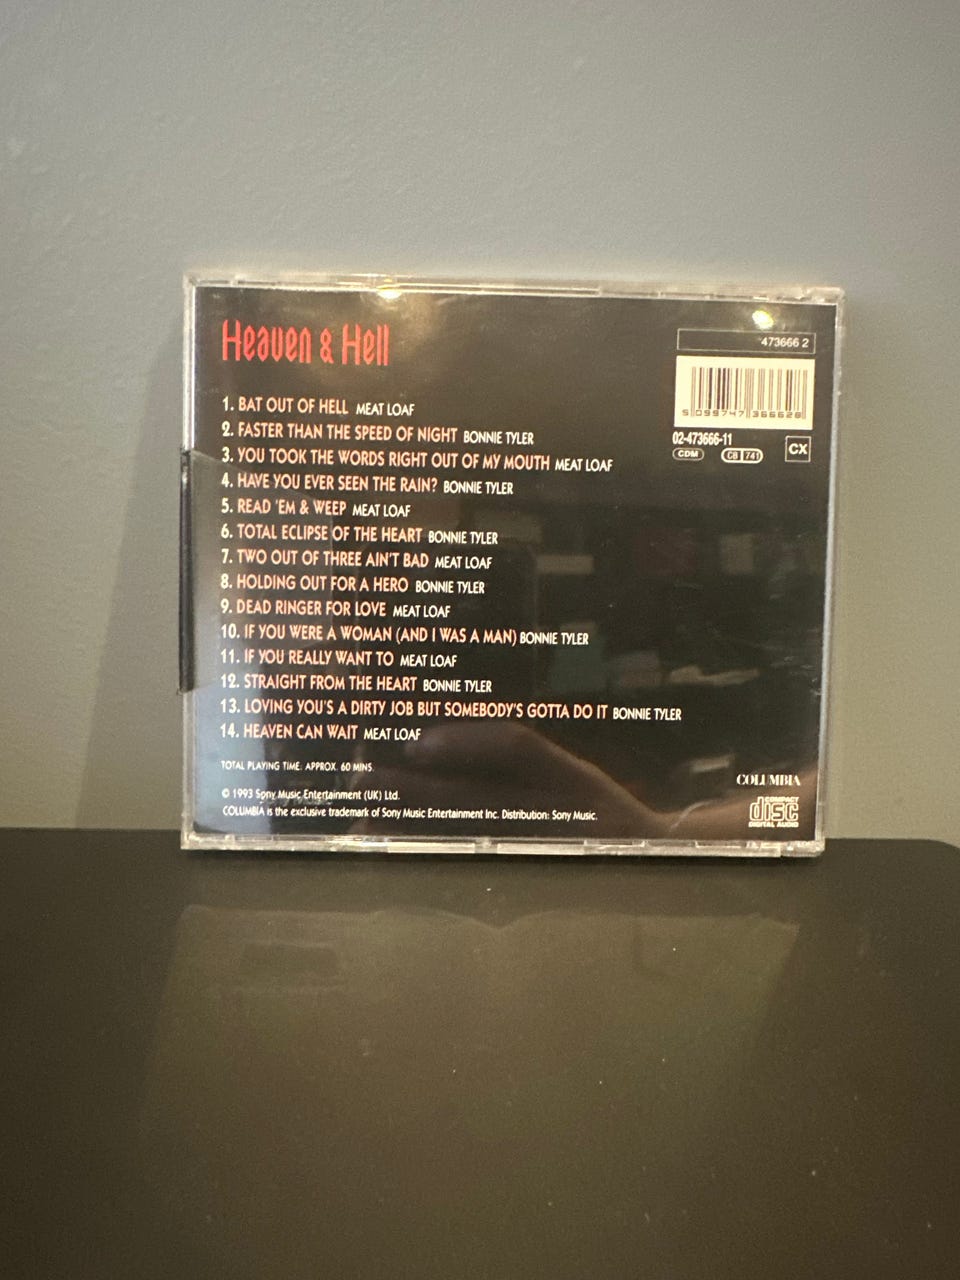 Heaven & Hell
473666 2
5 099747 366628
02-473666-11
CDM CB 741 CX
1. BAT OUT OF HELL MEAT LOAF
2. FASTER THAN THE SPEED OF NIGHT BONNIE TYLER
3. YOU TOOK THE WORDS RIGHT OUT OF MY MOUTH MEAT LOAF
4. HAVE YOU EVER SEEN THE RAIN? BONNIE TYLER
5. READ 'EM & WEEP MEAT LOAF
6. TOTAL ECLIPSE OF THE HEART BONNIE TYLER
7. TWO OUT OF THREE AIN'T BAD MEAT LOAF
8. HOLDING OUT FOR A HERO BONNIE TYLER
9. DEAD RINGER FOR LOVE MEAT LOAF
10. IF YOU WERE A WOMAN (AND I WAS A MAN) BONNIE TYLER
11. IF YOU REALLY WANT TO MEAT LOAF
12. STRAIGHT FROM THE HEART BONNIE TYLER
13. LOVING YOU'S A DIRTY JOB BUT SOMEBODY'S GOTTA DO IT BONNIE TYLER
14. HEAVEN CAN WAIT MEAT LOAF
TOTAL PLAYING TIME: APPROX. 60 MINS.
© 1993 Sony Music Entertainment (UK) Ltd.
COLUMBIA is the exclusive trademark of Sony Music Entertainment Inc. Distribution: Sony Music.
COLUMBIA
COMPACT
disc
DIGITAL AUDIO